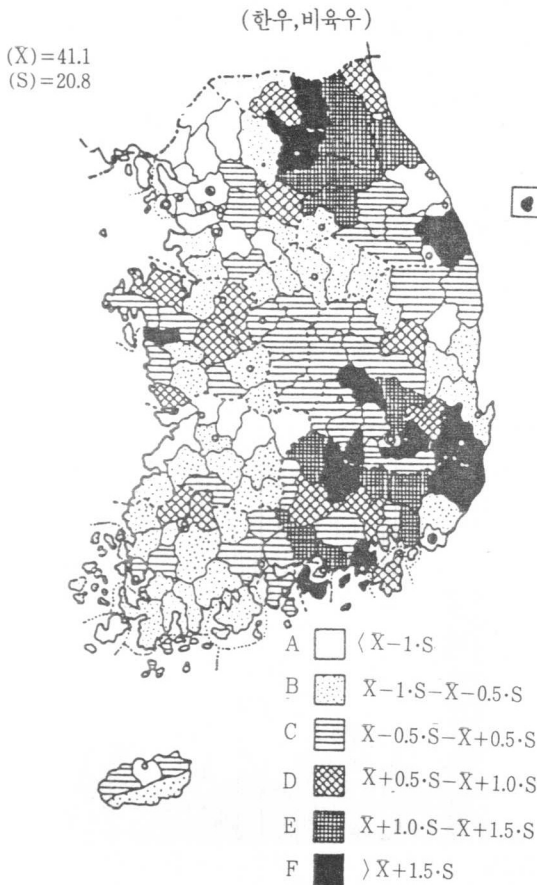 (한우,비육우)
(X̄)=41.1
(S)=20.8
A 〈X̄−1·S
B X̄−1·S−X̄−0.5·S
C X̄−0.5·S−X̄+0.5·S
D X̄+0.5·S−X̄+1.0·S
E X̄+1.0·S−X̄+1.5·S
F 〉X̄+1.5·S